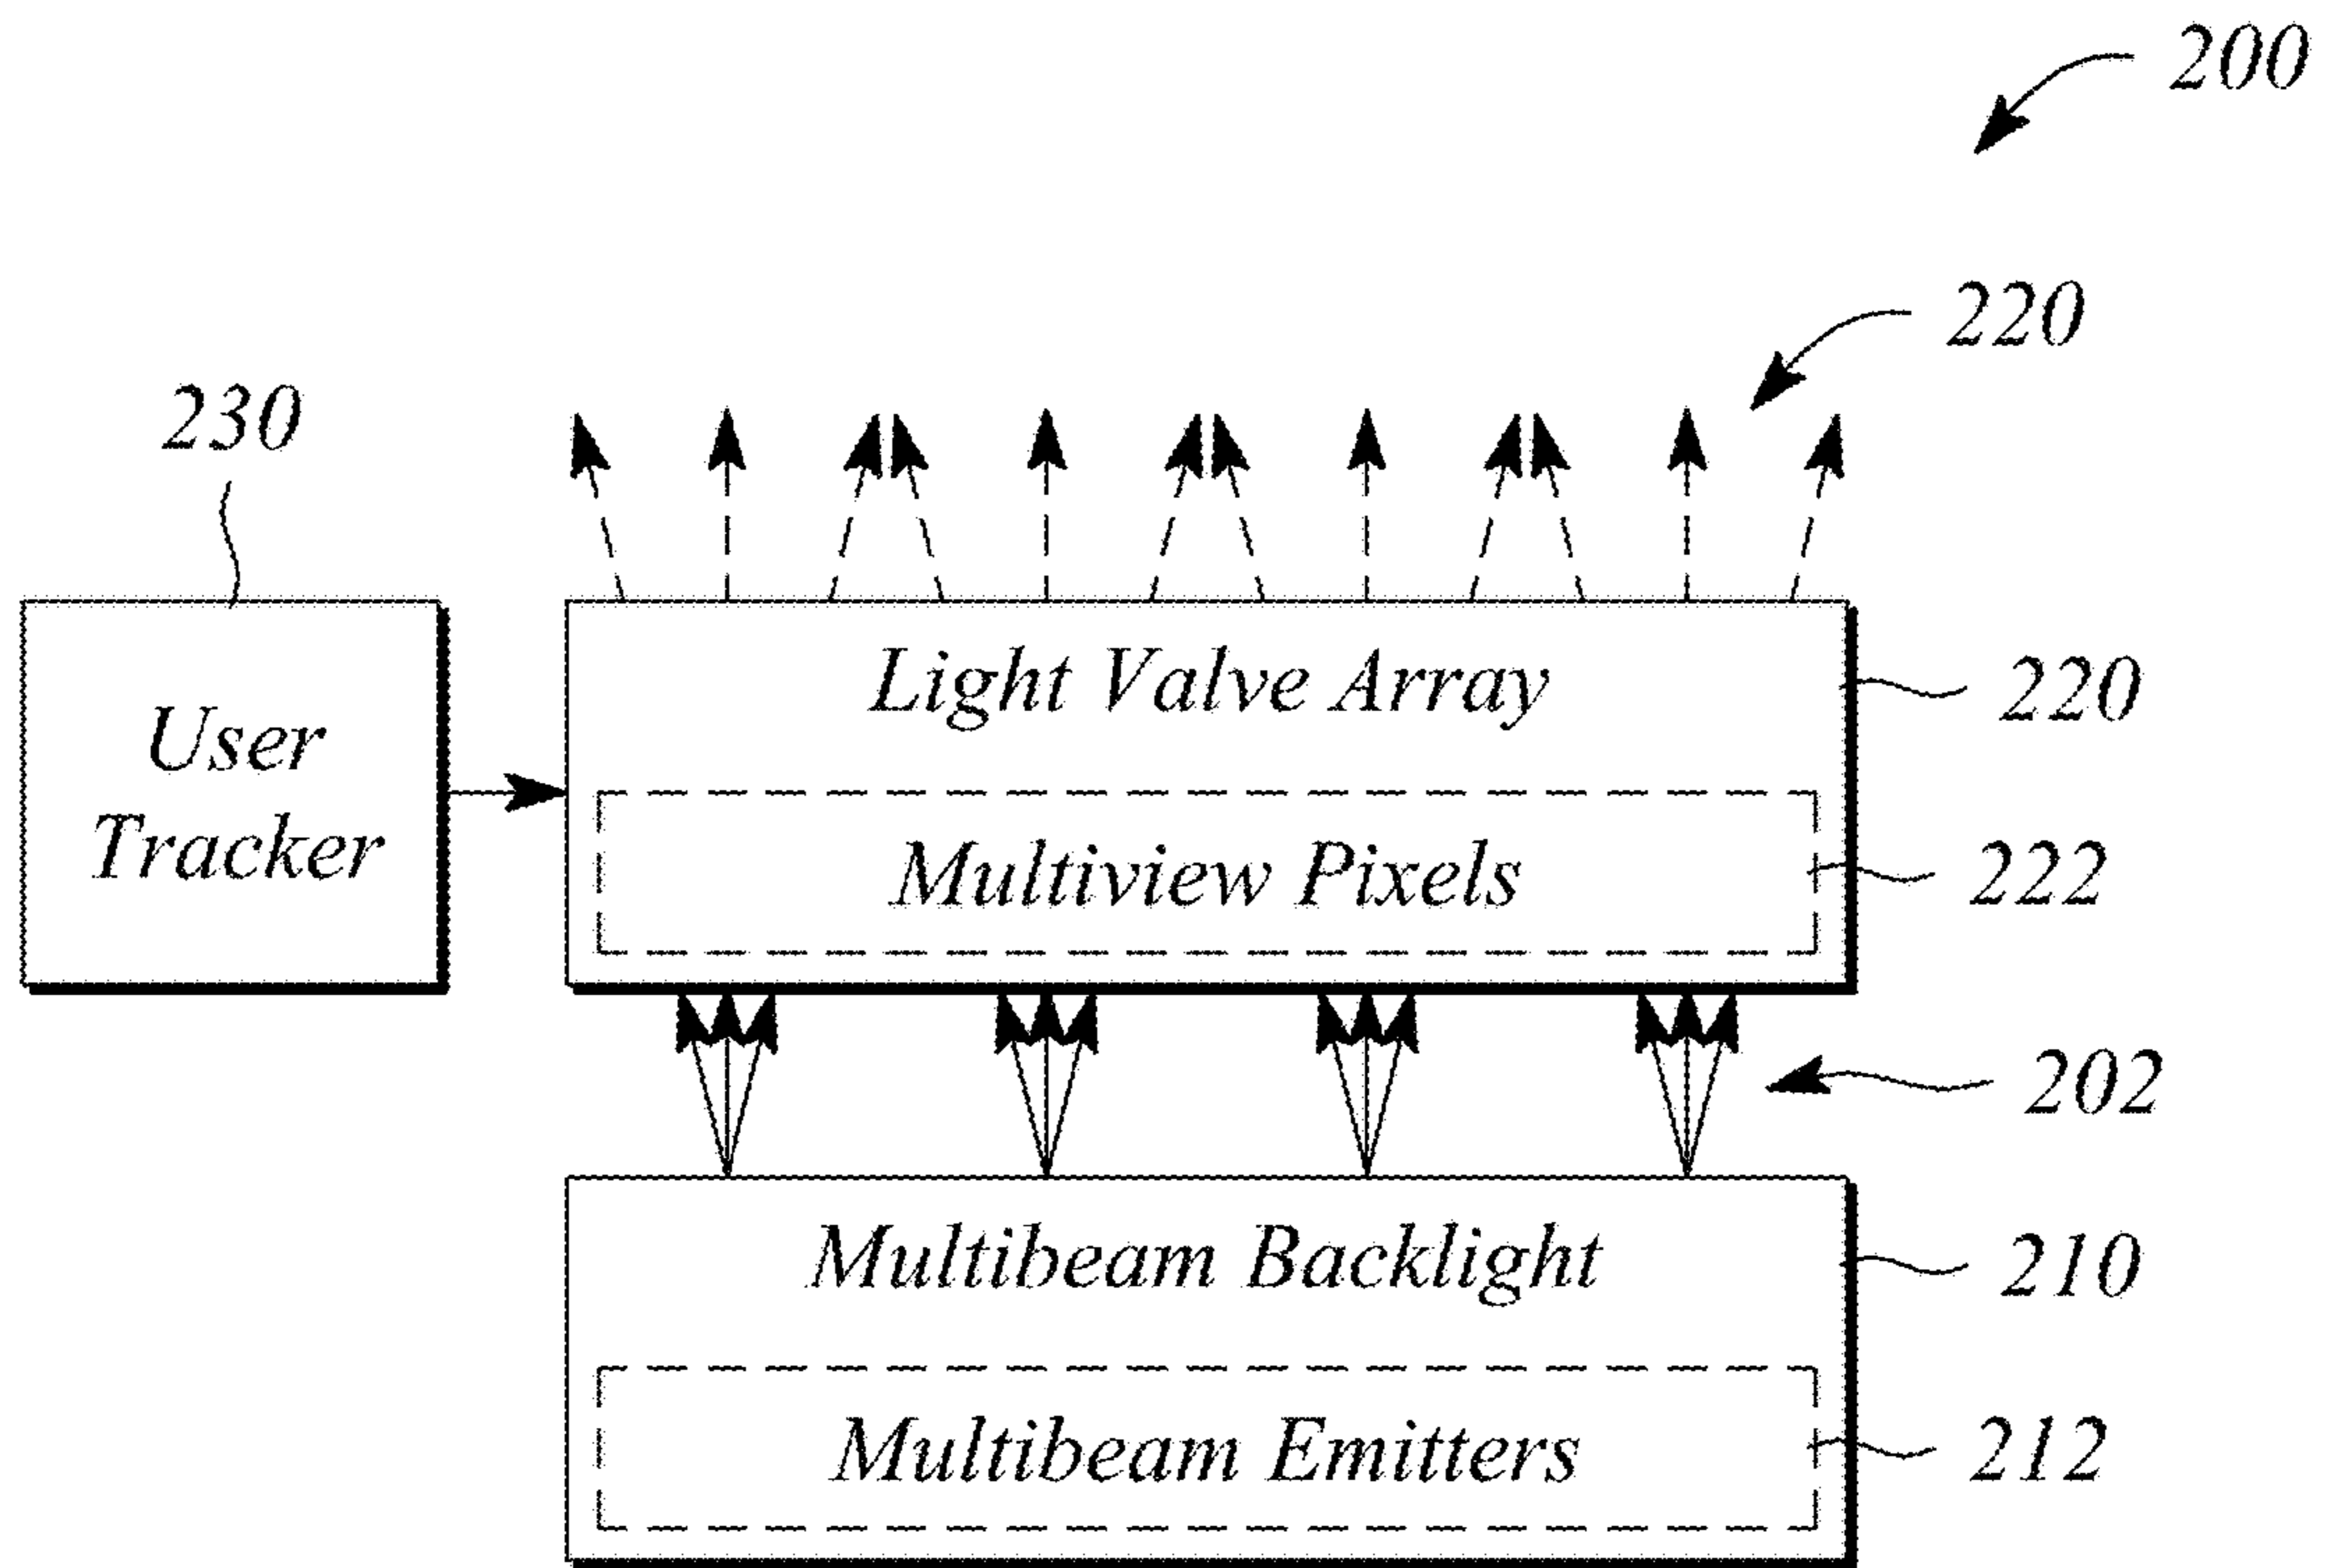 200
220
230
Light Valve Array
220
User
Tracker
Multiview Pixels
222
202
Multibeam Backlight
210
Multibeam Emitters
212